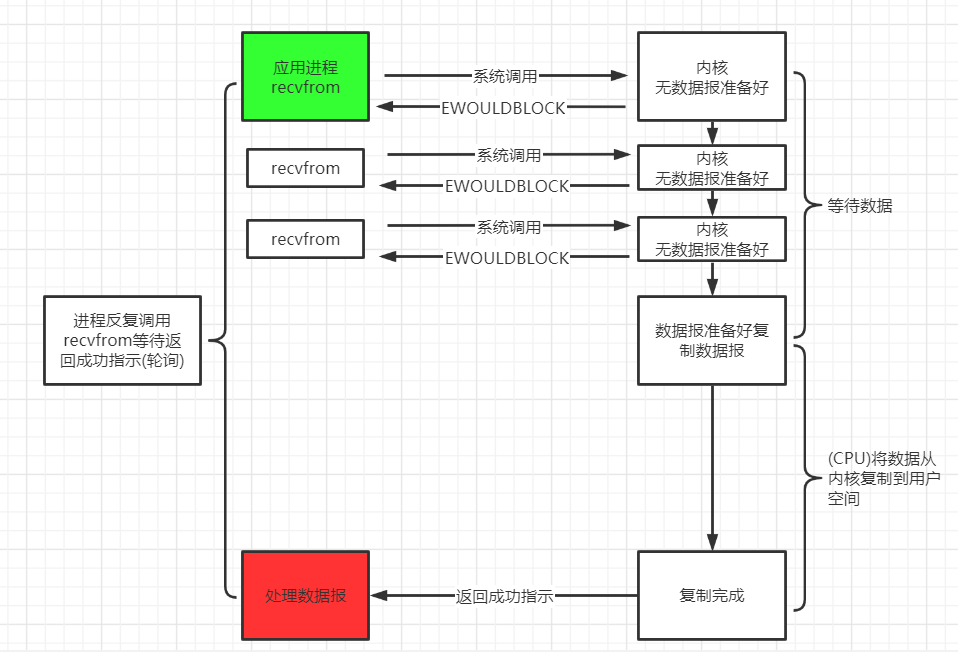 应用进程
recvfrom
系统调用
EWOULDBLOCK
内核
无数据报准备好
recvfrom
系统调用
EWOULDBLOCK
内核
无数据报准备好
recvfrom
系统调用
EWOULDBLOCK
内核
无数据报准备好
等待数据
进程反复调用
recvfrom等待返
回成功指示(轮询)
数据报准备好复
制数据报
(CPU)将数据从
内核复制到用户
空间
处理数据报
返回成功指示
复制完成